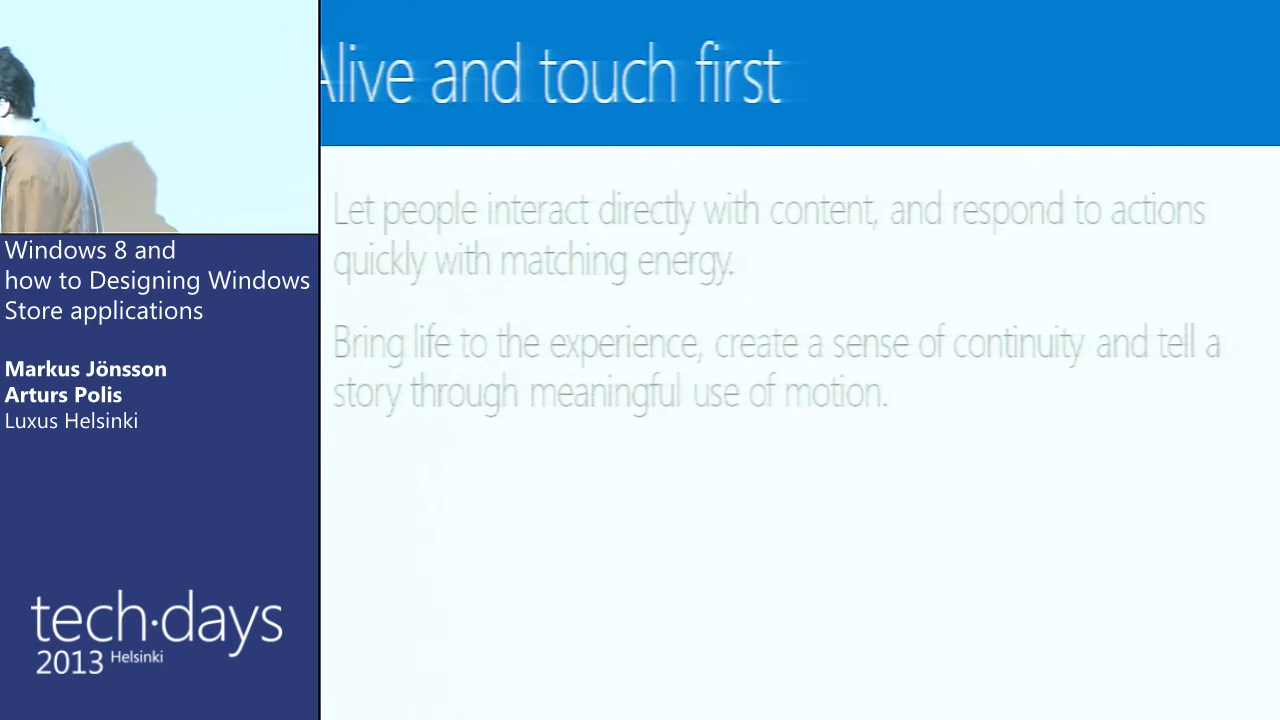 Alive and touch first
Let people interact directly with content, and respond to actions
quickly with matching energy.
Bring life to the experience, create a sense of continuity and tell a
story through meaningful use of motion.
Windows 8 and
how to Designing Windows
Store applications
Markus Jönsson
Arturs Polis
Luxus Helsinki
tech·days
2013 Helsinki